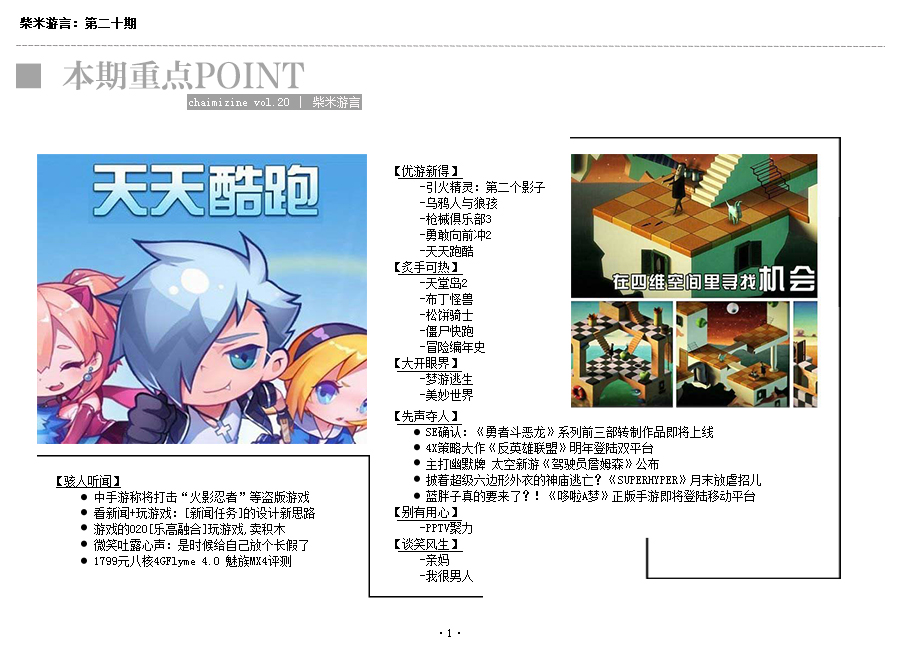 柴米游言：第二十期
本期重点POINT
chaimizine vol.20 | 柴米游言
天天酷跑
【骇人听闻】
● 中手游称将打击“火影忍者”等盗版游戏
● 看新闻+玩游戏：[新闻任务]的设计新思路
● 游戏的O2O[乐高融合]玩游戏,卖积木
● 微笑吐露心声：是时候给自己放个长假了
● 1799元八核4GFlyme 4.0 魅族MX4评测
【优游新得】
-引火精灵：第二个影子
-乌鸦人与狼孩
-枪械俱乐部3
-勇敢向前冲2
-天天跑酷
【炙手可热】
-天堂岛2
-布丁怪兽
-松饼骑士
-僵尸快跑
-冒险编年史
【大开眼界】
-梦游逃生
-美妙世界
【先声夺人】
● SE确认：《勇者斗恶龙》系列前三部转制作品即将上线
● 4X策略大作《反英雄联盟》明年登陆双平台
● 主打幽默牌 太空新游《驾驶员詹姆森》公布
● 披着超级六边形外衣的神庙逃亡？《SUPERHYPER》月末放虐招儿
● 蓝胖子真的要来了？！《哆啦A梦》正版手游即将登陆移动平台
【别有用心】
-PPTV聚力
【谈笑风生】
-亲妈
-我很男人
在四维空间里寻找机会
·1·